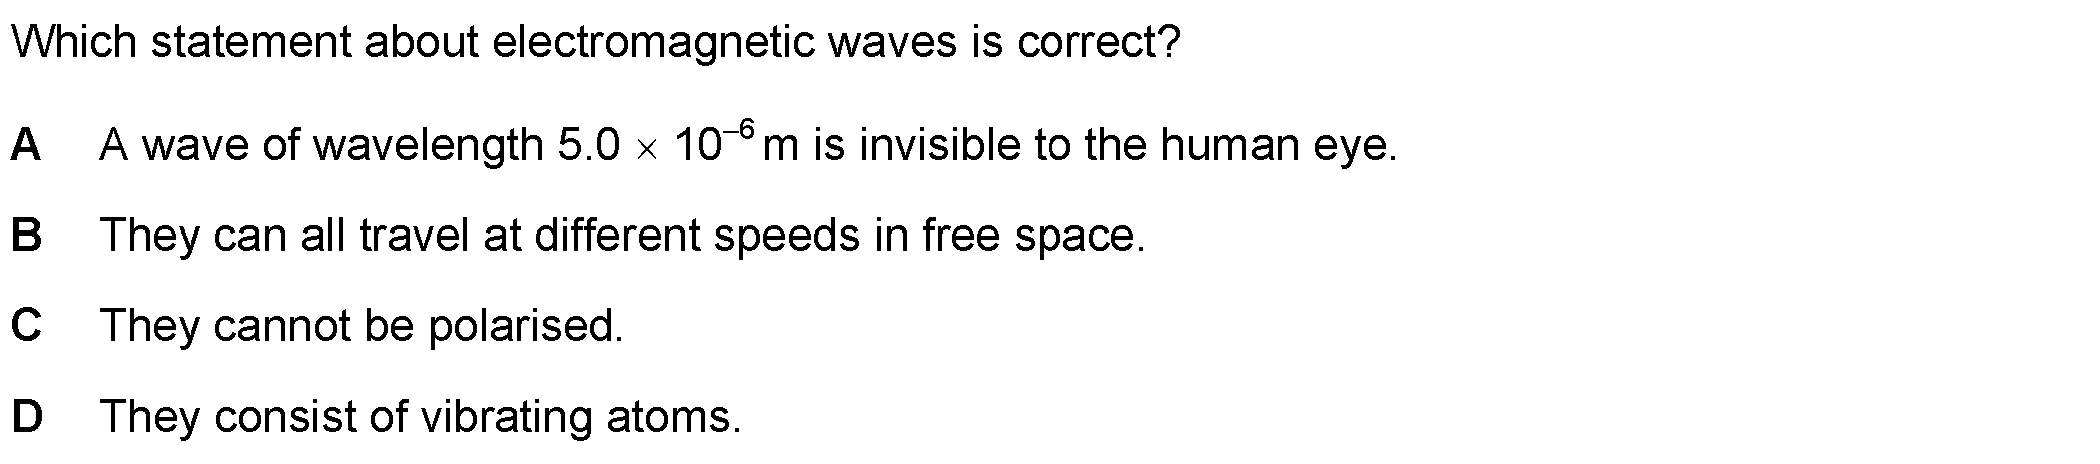 Which statement about electromagnetic waves is correct?
A A wave of wavelength 5.0 × 10⁻⁶ m is invisible to the human eye.
B They can all travel at different speeds in free space.
C They cannot be polarised.
D They consist of vibrating atoms.